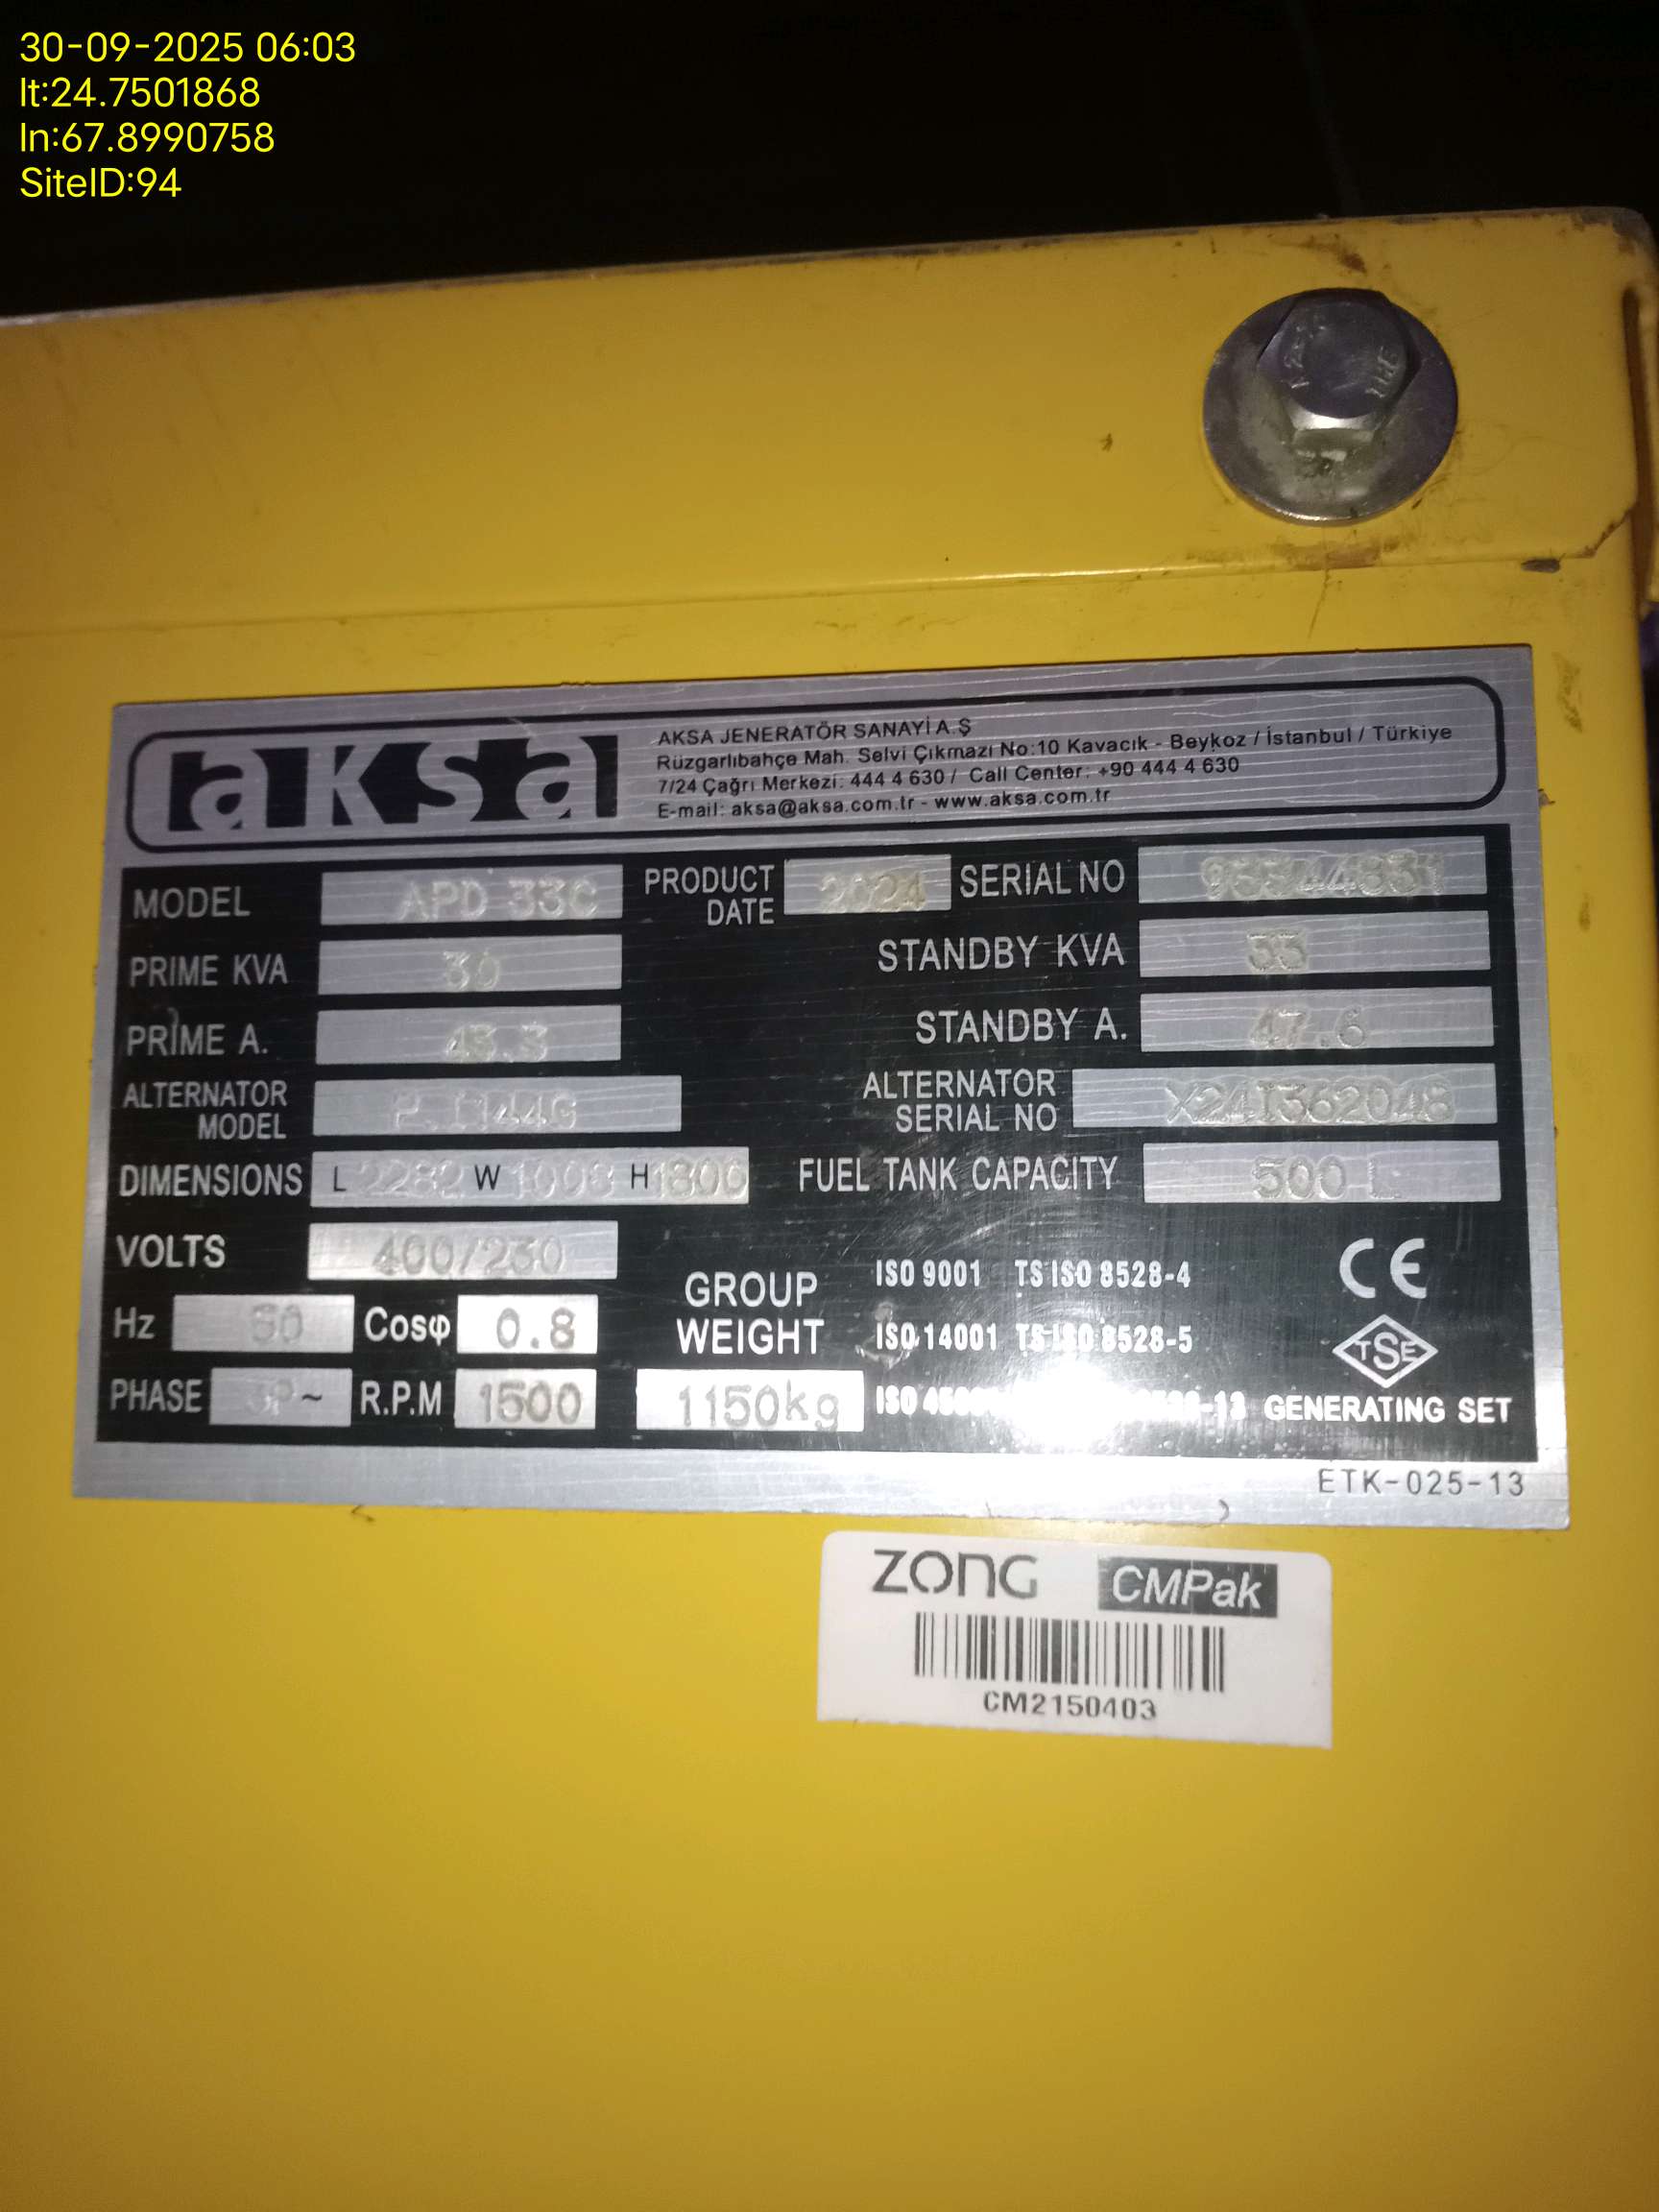 30-09-2025 06:03
lt:24.7501868
ln:67.8990758
SiteID:94
aksa
AKSA JENERATÖR SANAYİ A.Ş
Rüzgarlıbahçe Mah. Selvi Çıkmazı No:10 Kavacık - Beykoz / İstanbul / Türkiye
7/24 Çağrı Merkezi: 444 4 630 / Call Center: +90 444 4 630
E-mail: aksa@aksa.com.tr - www.aksa.com.tr
MODEL APD 33C PRODUCT DATE 2024 SERIAL NO
PRIME KVA 30 STANDBY KVA 33
PRIME A. 43.3 STANDBY A. 47.6
ALTERNATOR MODEL ALTERNATOR SERIAL NO X24I362048
DIMENSIONS L 2282 W 1008 H 1800 FUEL TANK CAPACITY 500 L
VOLTS 400/230
Hz 50 Cosφ 0.8
PHASE 3P~ R.P.M 1500
GROUP WEIGHT
1150kg
ISO 9001 TS ISO 8528-4
ISO 14001 TS ISO 8528-5
CE
TSE
GENERATING SET
ETK-025-13
ZONG CMPak
CM2150403